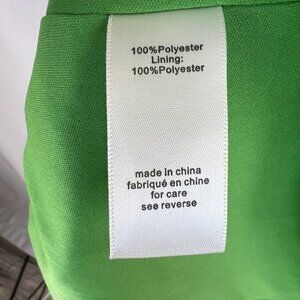 100%Polyester
Lining:
100%Polyester
made in china
fabriqué en chine
for care
see reverse